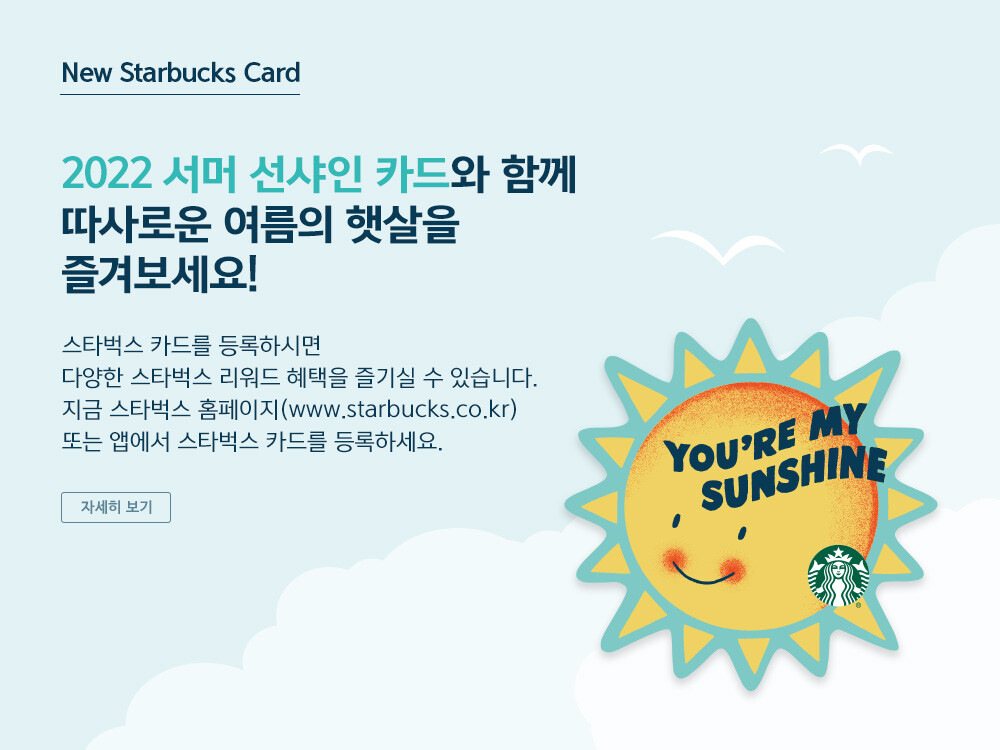 New Starbucks Card
2022 서머 선샤인 카드와 함께
따사로운 여름의 햇살을
즐겨보세요!
스타벅스 카드를 등록하시면
다양한 스타벅스 리워드 혜택을 즐기실 수 있습니다.
지금 스타벅스 홈페이지(www.starbucks.co.kr)
또는 앱에서 스타벅스 카드를 등록하세요.
자세히 보기
YOU'RE MY
SUNSHINE
®